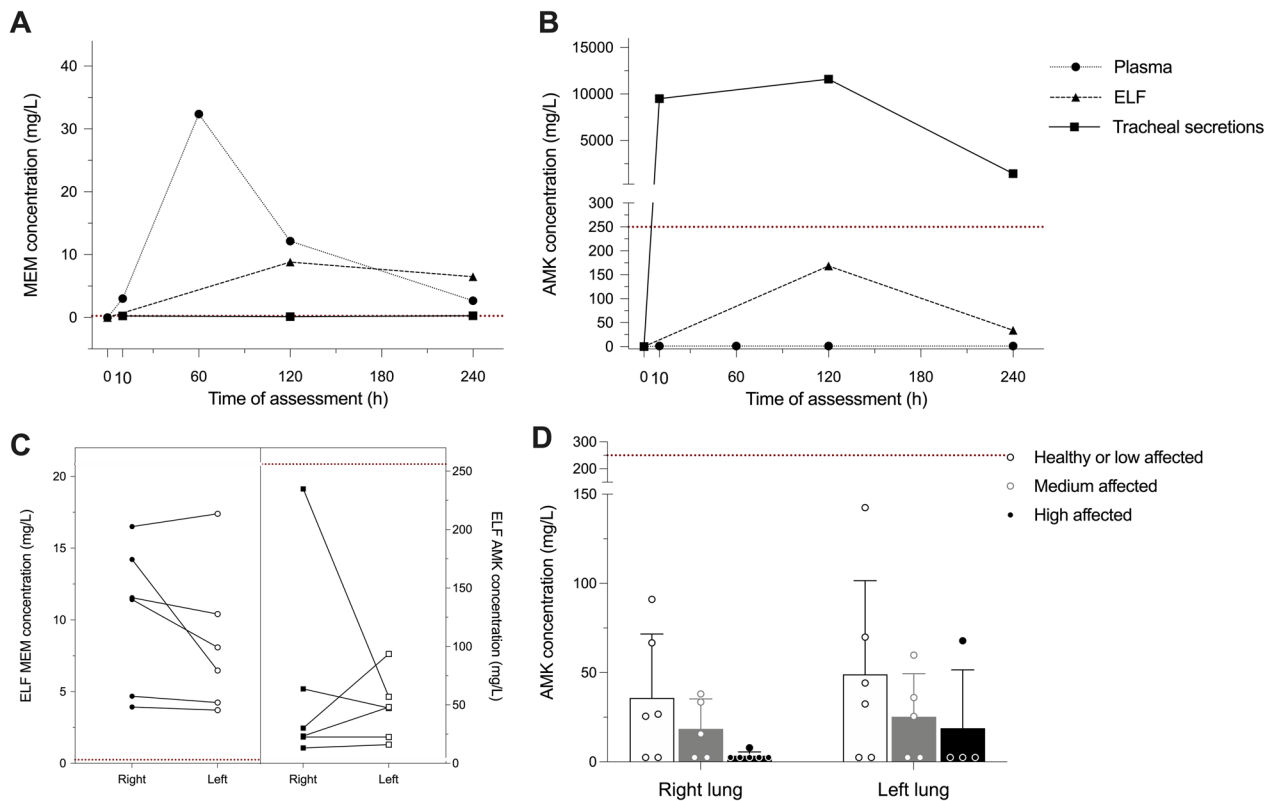 A
MEM concentration (mg/L)
40
30
20
10
0
0 10 60 120 180 240
Time of assessment (h)
B
AMK concentration (mg/L)
15000
10000
5000
300
250
200
150
100
50
0
0 10 60 120 180 240
Time of assessment (h)
Plasma
ELF
Tracheal secretions
C
ELF MEM concentration (mg/L)
20
15
10
5
0
Right Left Right Left
250
200
150
100
50
0
ELF AMK concentration (mg/L)
D
AMK concentration (mg/L)
300
200
150
100
50
0
Right lung Left lung
Healthy or low affected
Medium affected
High affected